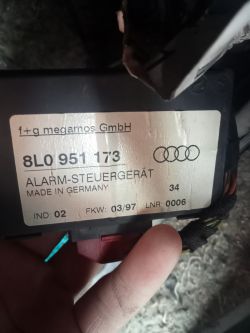 f+g megamos GmbH
8L0 951 173
ALARM-STEUERGERÄT
MADE IN GERMANY 34
IND: 02 FKW: 03/97 LNR 0006